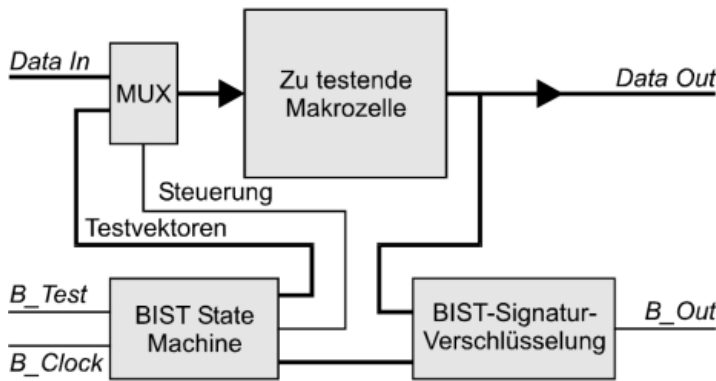 Data In
MUX
Zu testende
Makrozelle
Data Out
Steuerung
Testvektoren
B_Test
BIST State
Machine
B_Clock
BIST-Signatur-
Verschlüsselung
B_Out